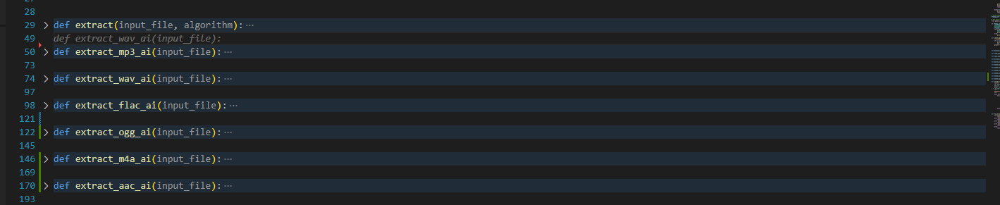 27
28
29 > def extract(input_file, algorithm): ···
49 def extract_wav_ai(input_file):
50 > def extract_mp3_ai(input_file): ···
73
74 > def extract_wav_ai(input_file): ···
97
98 > def extract_flac_ai(input_file): ···
121
122 > def extract_ogg_ai(input_file): ···
145
146 > def extract_m4a_ai(input_file): ···
169
170 > def extract_aac_ai(input_file): ···
193